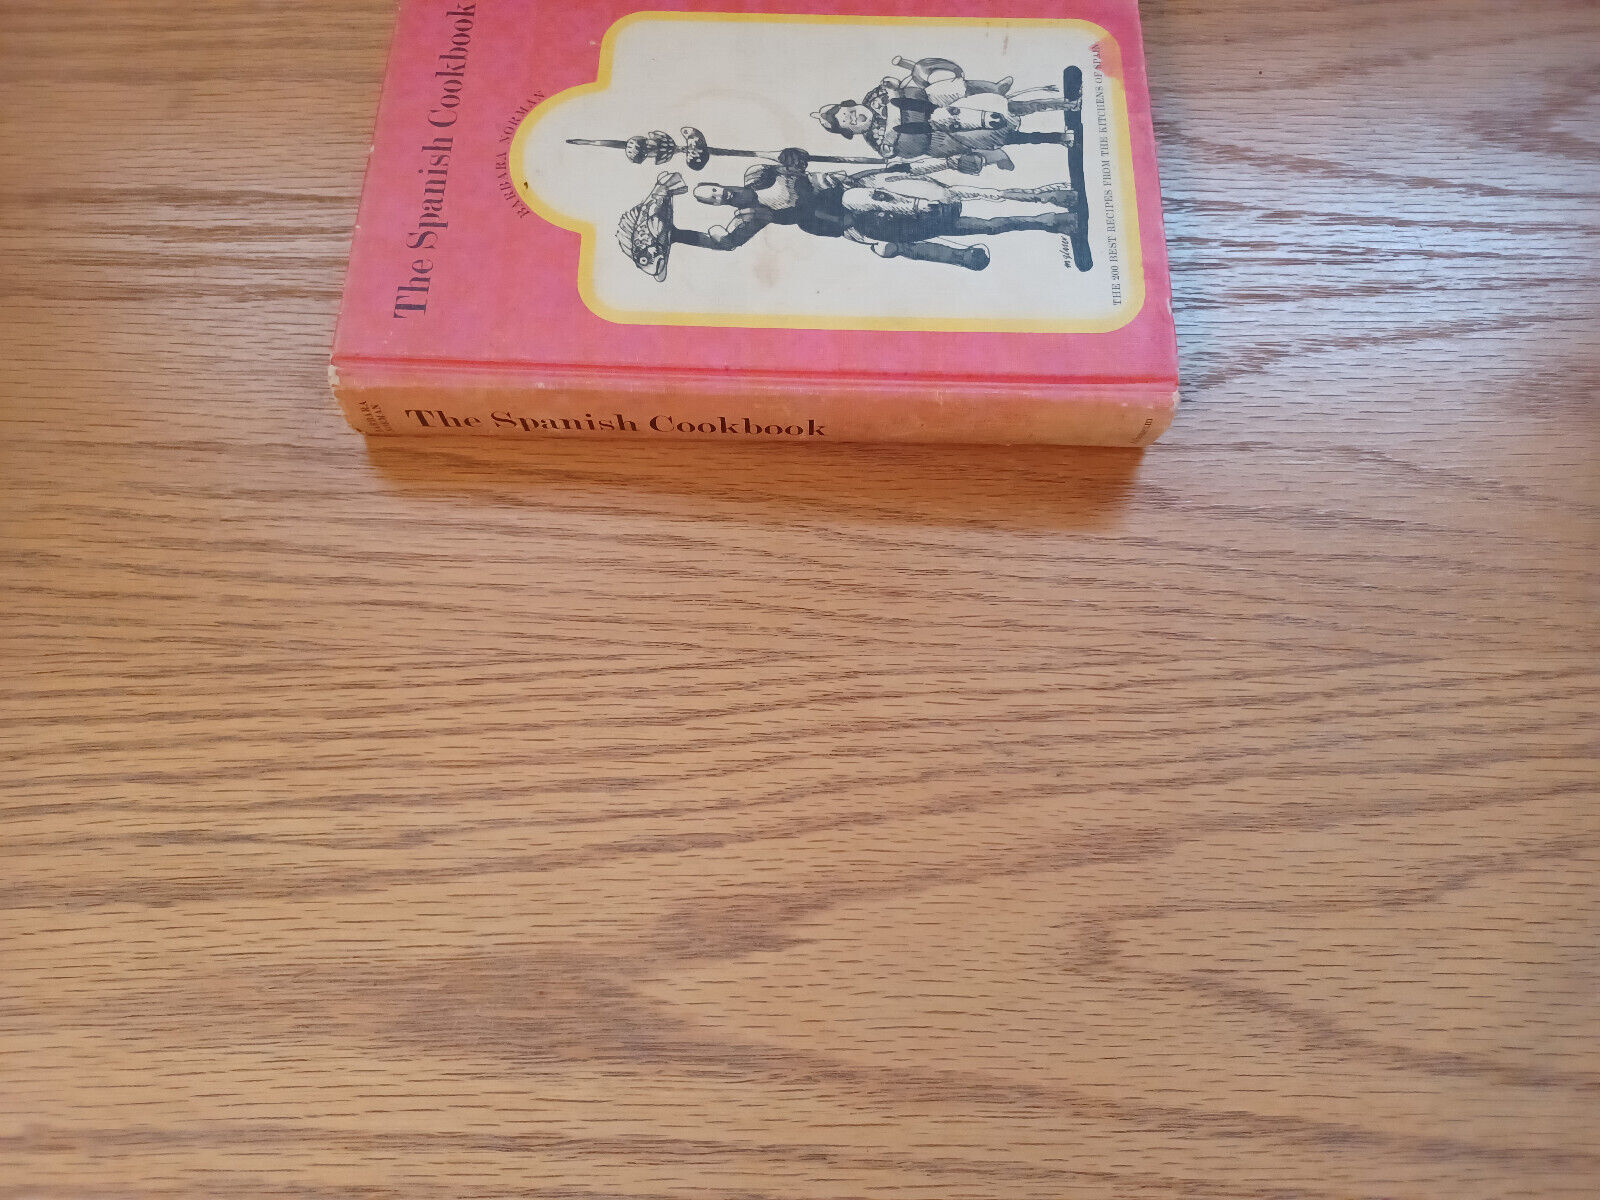 The Spanish Cookbook
BARBARA NORMAN
THE 200 BEST RECIPES FROM THE KITCHENS OF SPAIN
BARBARA
NORMAN
The Spanish Cookbook